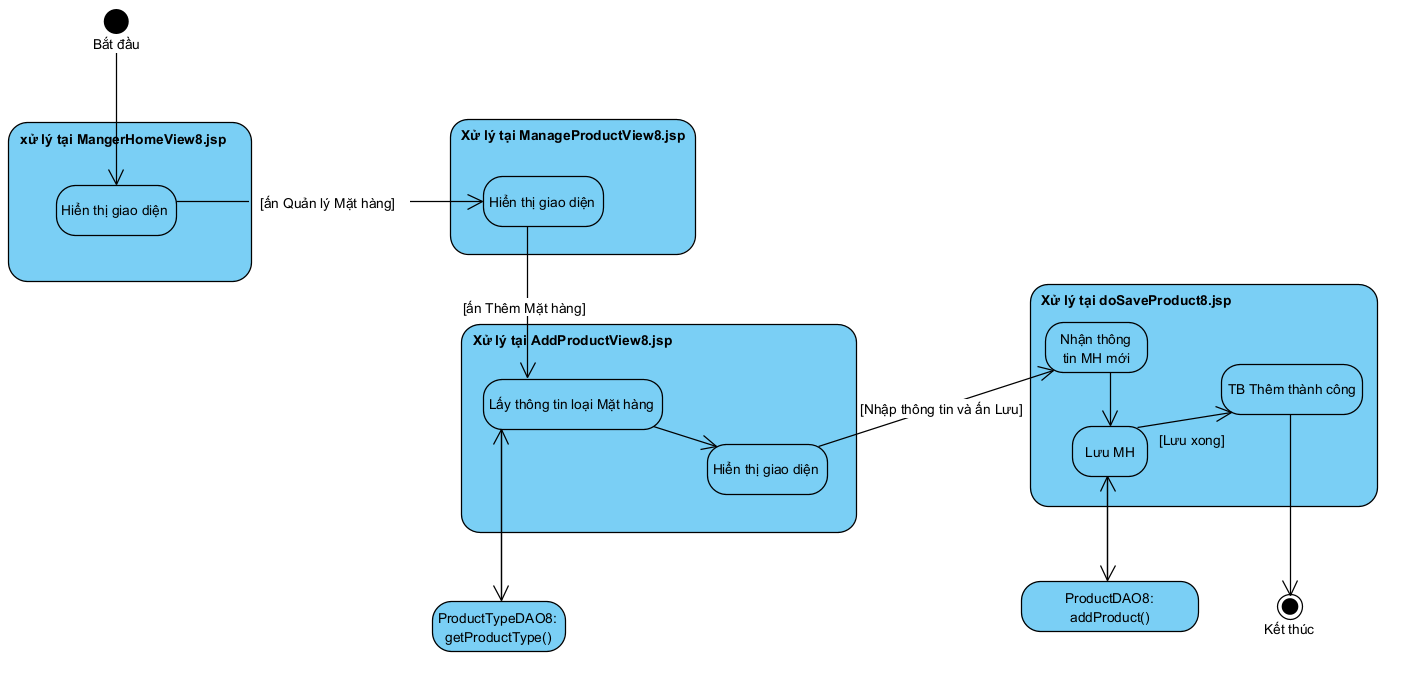 Bắt đầu
xử lý tại MangerHomeView8.jsp
Hiển thị giao diện
[ấn Quản lý Mặt hàng]
Xử lý tại ManageProductView8.jsp
Hiển thị giao diện
[ấn Thêm Mặt hàng]
Xử lý tại AddProductView8.jsp
Lấy thông tin loại Mặt hàng
Hiển thị giao diện
ProductTypeDAO8:
getProductType()
[Nhập thông tin và ấn Lưu]
Xử lý tại doSaveProduct8.jsp
Nhận thông
tin MH mới
Lưu MH
[Lưu xong]
TB Thêm thành công
ProductDAO8:
addProduct()
Kết thúc